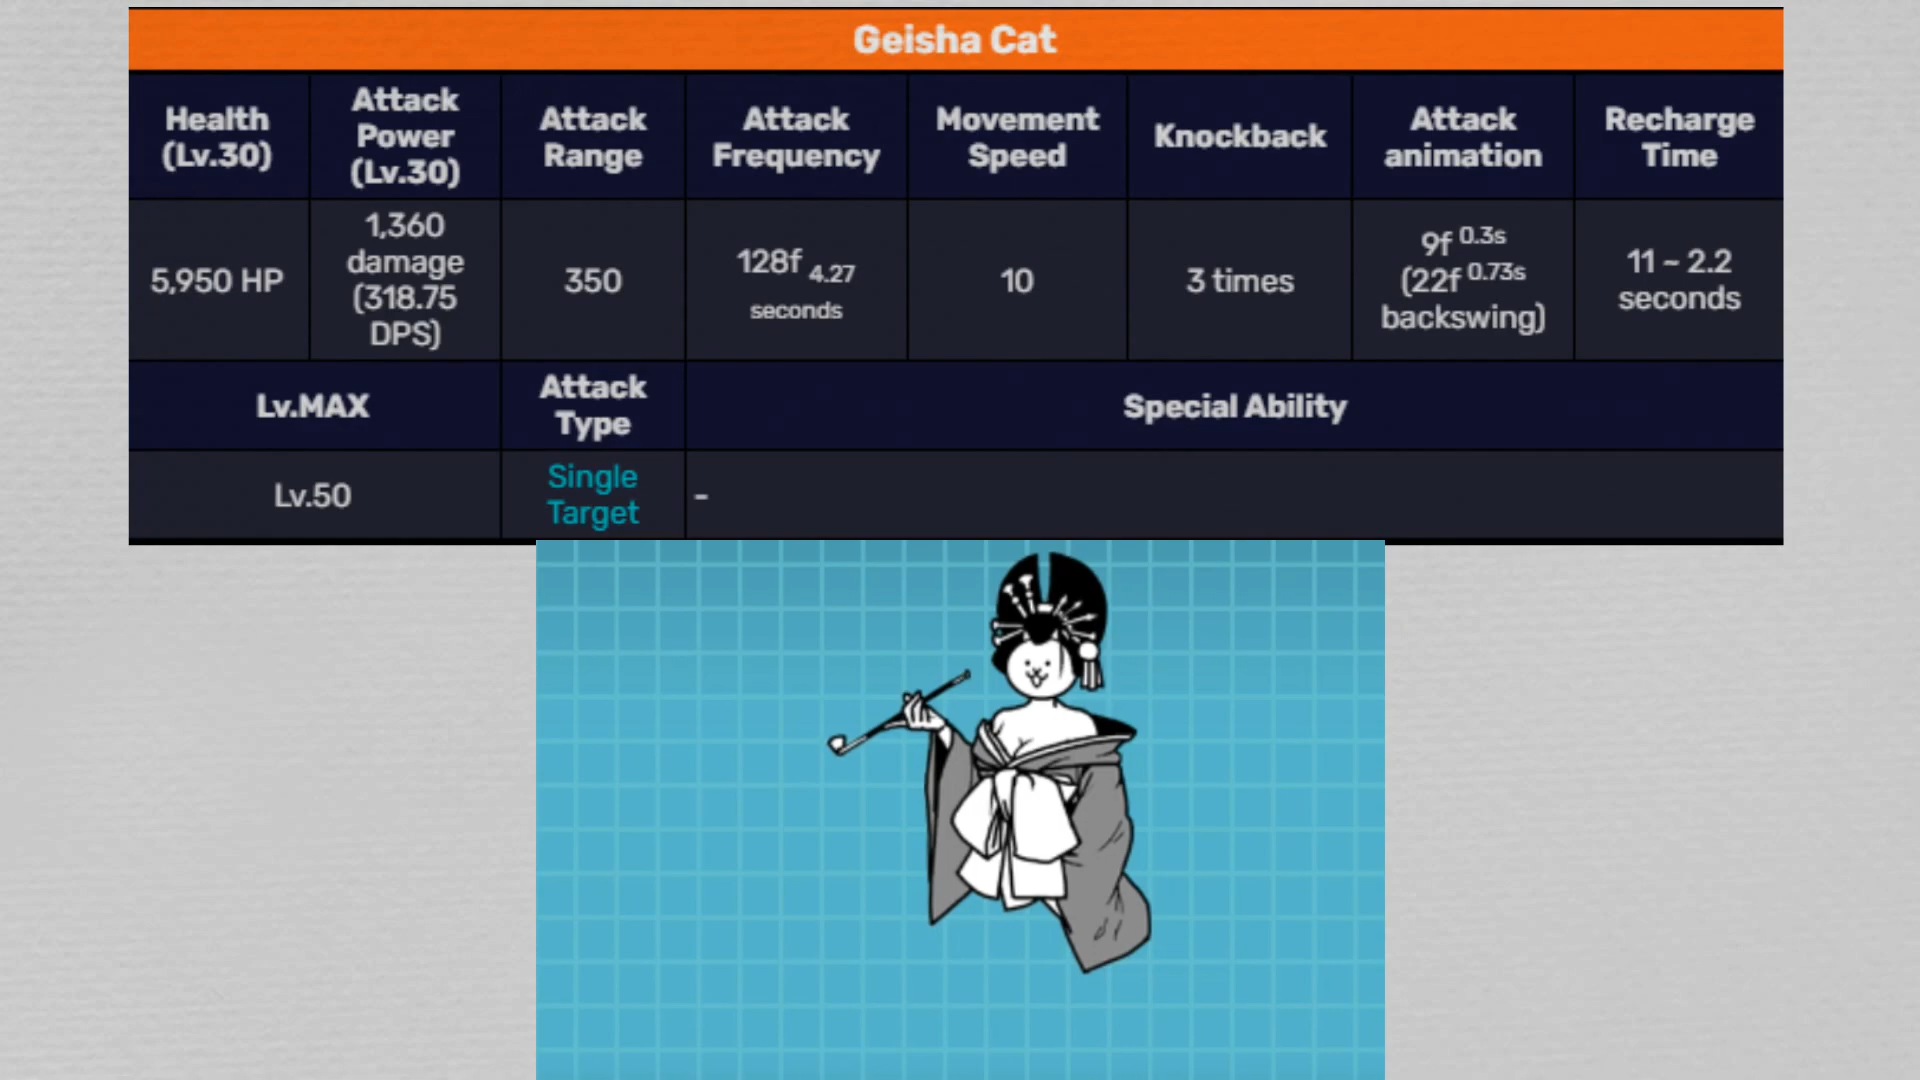 Geisha Cat
Health
(Lv.30)
Attack
Power
(Lv.30)
Attack
Range
Attack
Frequency
Movement
Speed
Knockback
Attack
animation
Recharge
Time
5,950 HP
1,360
damage
(318.75
DPS)
350
128f 4.27
seconds
10
3 times
9f 0.3s
(22f 0.73s
backswing)
11 ~ 2.2
seconds
Lv.MAX
Attack
Type
Special Ability
Lv.50
Single
Target
-